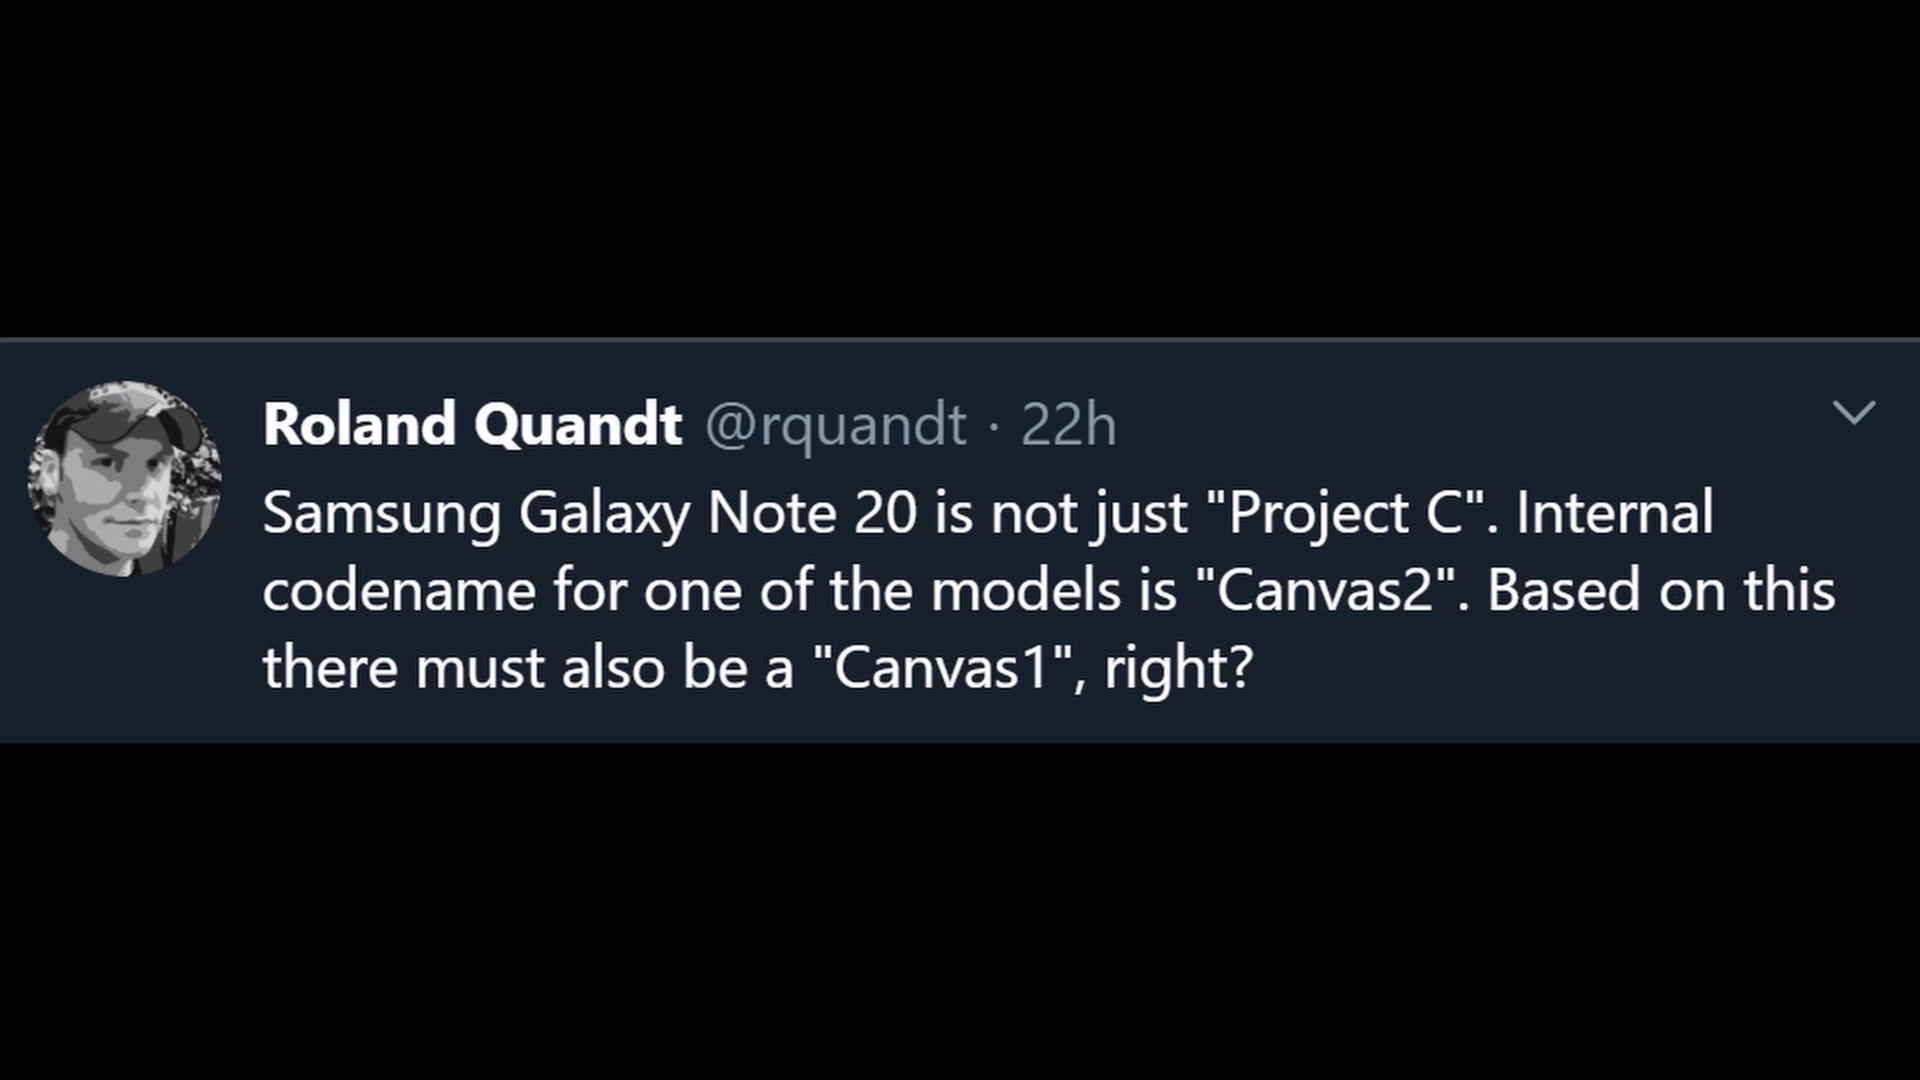 Roland Quandt @rquandt · 22h
Samsung Galaxy Note 20 is not just "Project C". Internal
codename for one of the models is "Canvas2". Based on this
there must also be a "Canvas1", right?